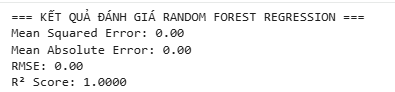 === KẾT QUẢ ĐÁNH GIÁ RANDOM FOREST REGRESSION ===
Mean Squared Error: 0.00
Mean Absolute Error: 0.00
RMSE: 0.00
R² Score: 1.0000